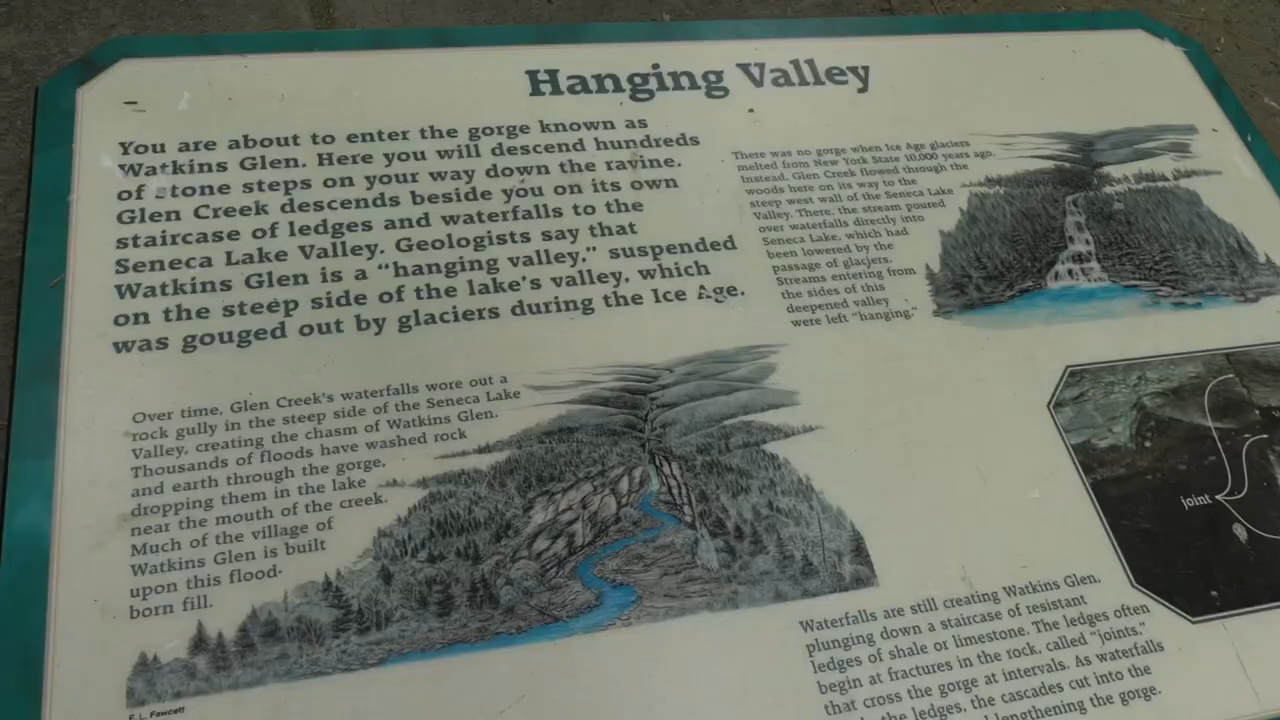 Hanging Valley
You are about to enter the gorge known as
Watkins Glen. Here you will descend hundreds
of stone steps on your way down the ravine.
Glen Creek descends beside you on its own
staircase of ledges and waterfalls to the
Seneca Lake Valley. Geologists say that
Watkins Glen is a “hanging valley,” suspended
on the steep side of the lake’s valley, which
was gouged out by glaciers during the Ice Age.
There was no gorge when Ice Age glaciers
melted from New York State 10,000 years ago.
Instead, Glen Creek flowed through the
woods here on its way to the
steep west wall of the Seneca Lake
Valley. There, the stream poured
over waterfalls directly into
Seneca Lake, which had
been lowered by the
passage of glaciers.
Streams entering from
the sides of this
deepened valley
were left “hanging.”
Over time, Glen Creek's waterfalls wore out a
rock gully in the steep side of the Seneca Lake
Valley, creating the chasm of Watkins Glen.
Thousands of floods have washed rock
and earth through the gorge,
dropping them in the lake
near the mouth of the creek.
Much of the village of
Watkins Glen is built
upon this flood-
born fill.
E. L. Fawcett
joint
Waterfalls are still creating Watkins Glen,
plunging down a staircase of resistant
ledges of shale or limestone. The ledges often
begin at fractures in the rock, called “joints,”
that cross the gorge at intervals. As waterfalls
the ledges, the cascades cut into the
lengthening the gorge.